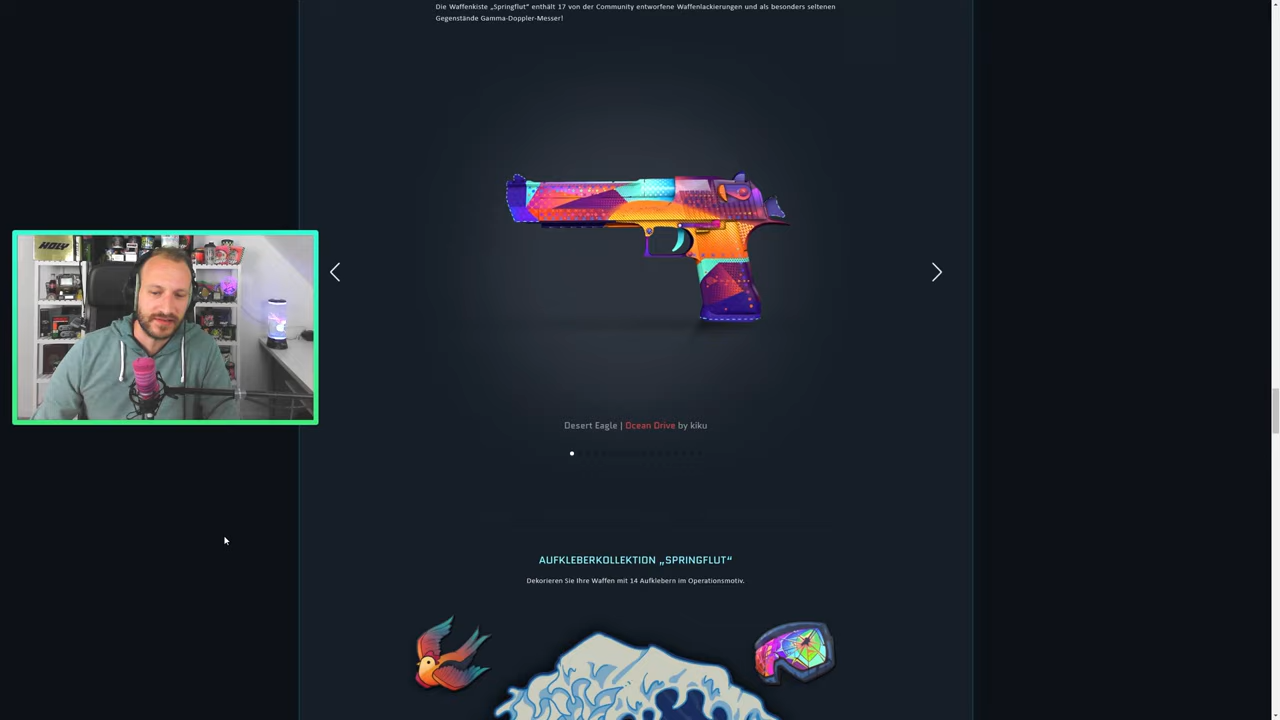 Die Waffenkiste „Springflut“ enthält 17 von der Community entworfene Waffenlackierungen und als besonders seltenen
Gegenstände Gamma-Doppler-Messer!
HOLY
Desert Eagle | Ocean Drive by kiku
AUFKLEBERKOLLEKTION „SPRINGFLUT“
Dekorieren Sie Ihre Waffen mit 14 Aufklebern im Operationsmotiv.